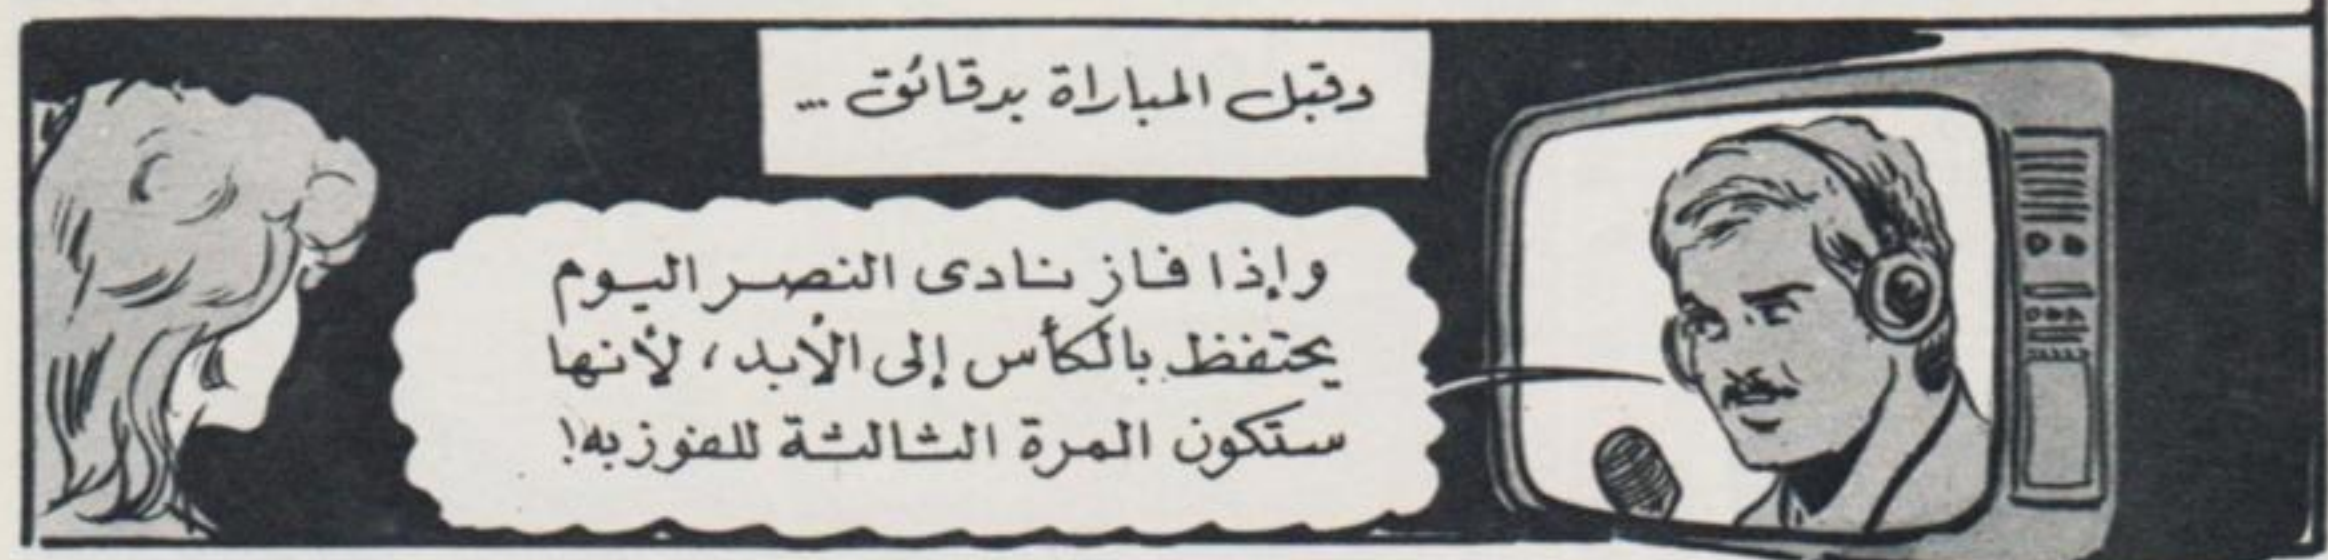 وقبل المباراة بدقائق ...
وإذا فاز نادى النصر اليوم
يحتفظ بالكأس إلى الأبد، لأنها
ستكون المرة الثالثة للفوز به!